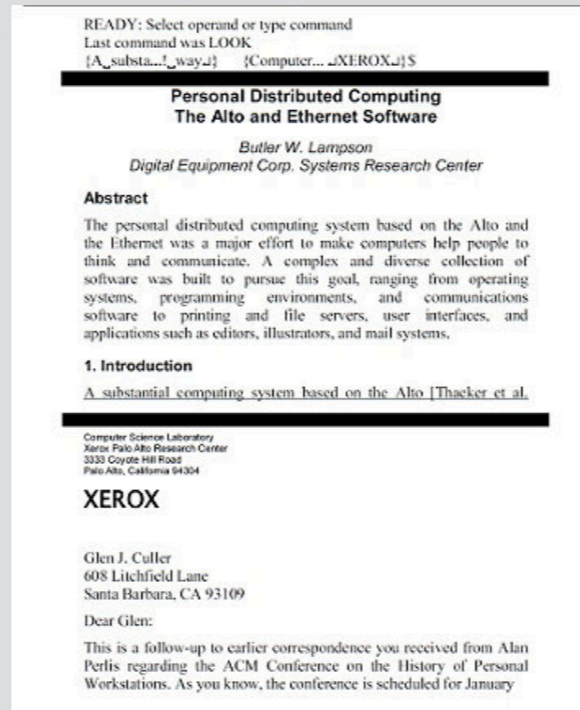 READY: Select operand or type command
Last command was LOOK
{A␣substa...!␣way↵} {Computer... ↵XEROX↵}$
Personal Distributed Computing
The Alto and Ethernet Software
Butler W. Lampson
Digital Equipment Corp. Systems Research Center
Abstract
The personal distributed computing system based on the Alto and
the Ethernet was a major effort to make computers help people to
think and communicate. A complex and diverse collection of
software was built to pursue this goal, ranging from operating
systems, programming environments, and communications
software to printing and file servers, user interfaces, and
applications such as editors, illustrators, and mail systems.
1. Introduction
A substantial computing system based on the Alto [Thacker et al.
Computer Science Laboratory
Xerox Palo Alto Research Center
3333 Coyote Hill Road
Palo Alto, California 94304
XEROX
Glen J. Culler
608 Litchfield Lane
Santa Barbara, CA 93109
Dear Glen:
This is a follow-up to earlier correspondence you received from Alan
Perlis regarding the ACM Conference on the History of Personal
Workstations. As you know, the conference is scheduled for January